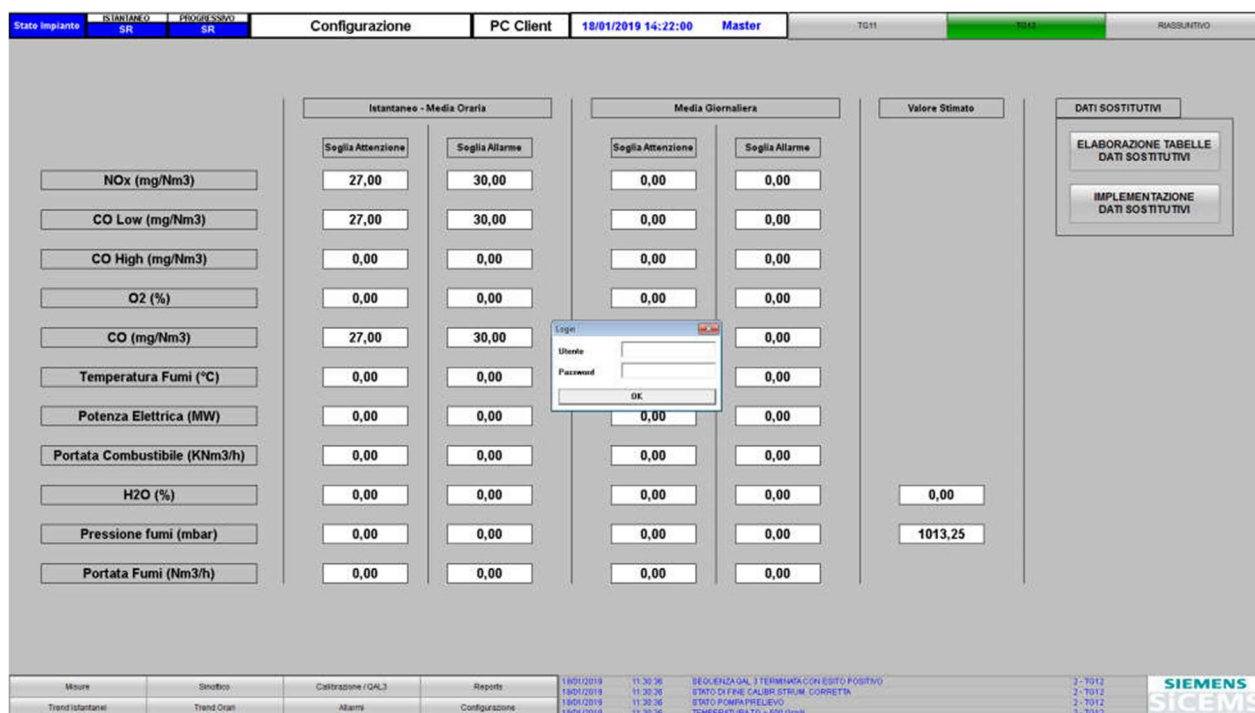 Stato Impianto ISTANTANEO SR PROGRESSIVO SR Configurazione PC Client 18/01/2019 14:22:00 Master TG11 TG12 RIASSUNTIVO
Istantaneo - Media Oraria Media Giornaliera Valore Stimato DATI SOSTITUTIVI
Soglia Attenzione Soglia Allarme Soglia Attenzione Soglia Allarme
ELABORAZIONE TABELLE
DATI SOSTITUTIVI
IMPLEMENTAZIONE
DATI SOSTITUTIVI
NOx (mg/Nm3) 27,00 30,00 0,00 0,00
CO Low (mg/Nm3) 27,00 30,00 0,00 0,00
CO High (mg/Nm3) 0,00 0,00 0,00 0,00
O2 (%) 0,00 0,00 0,00 0,00
CO (mg/Nm3) 27,00 30,00 0,00
Login
Utente
Password
OK
Temperatura Fumi (°C) 0,00 0,00 0,00
Potenza Elettrica (MW) 0,00 0,00 0,00 0,00
Portata Combustibile (KNm3/h) 0,00 0,00 0,00 0,00
H2O (%) 0,00 0,00 0,00 0,00 0,00
Pressione fumi (mbar) 0,00 0,00 0,00 0,00 1013,25
Portata Fumi (Nm3/h) 0,00 0,00 0,00 0,00
Misure Sinottico Calibrazione / QAL3 Reports
Trend Istantanei Trend Orari Allarmi Configurazione
18/01/2019 11:30:36 SEQUENZA QAL 3 TERMINATA CON ESITO POSITIVO 2 - TG12
18/01/2019 11:30:36 STATO DI FINE CALIBR.STRUM. CORRETTA 2 - TG12
18/01/2019 11:30:36 STATO POMPA PRELIEVO 2 - TG12
SIEMENS
SICEMS